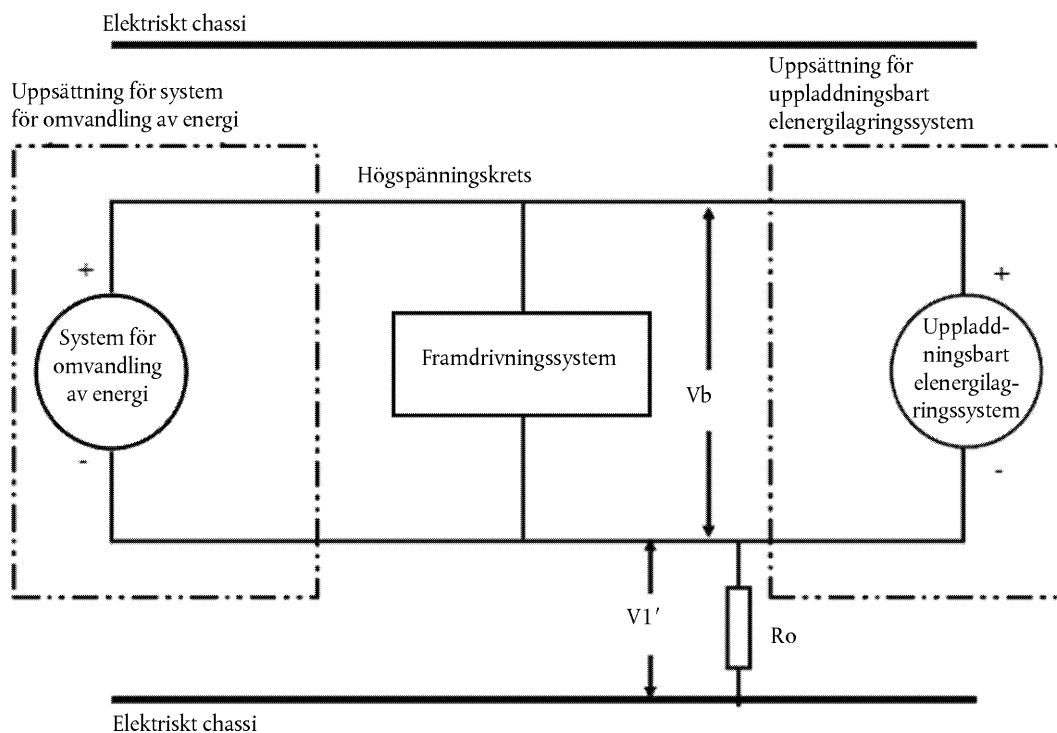 Elektriskt chassi
Uppsättning för system
för omvandling av energi
Uppsättning för
uppladdningsbart
elenergilagringssystem
Högspänningskrets
+
System för
omvandling
av energi
-
Framdrivningssystem
Vb
+
Uppladd-
ningsbart
elenergilag-
ringssystem
-
V1′
Ro
Elektriskt chassi